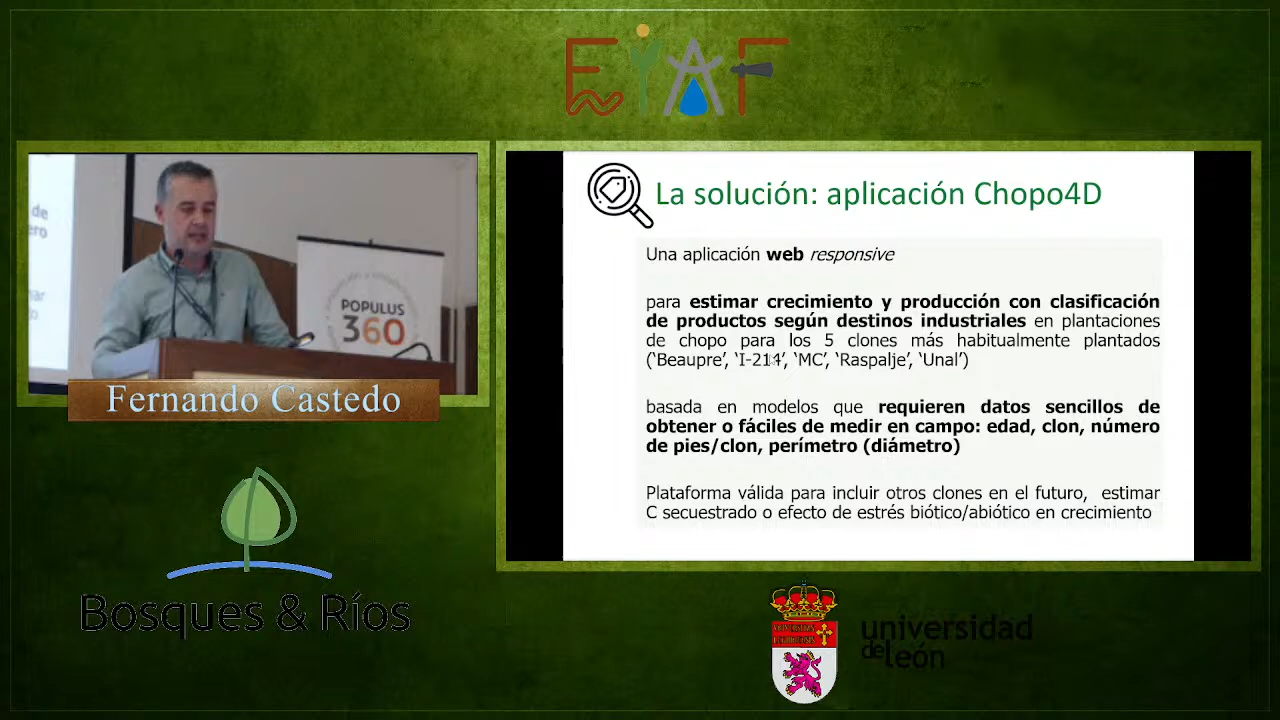 EIAF
de
ero
POPULUS
360
Fernando Castedo
Bosques & Ríos
La solución: aplicación Chopo4D
Una aplicación web responsive
para estimar crecimiento y producción con clasificación
de productos según destinos industriales en plantaciones
de chopo para los 5 clones más habitualmente plantados
(‘Beaupre’, ‘I-214’, ‘MC’, ‘Raspalje’, ‘Unal’)
basada en modelos que requieren datos sencillos de
obtener o fáciles de medir en campo: edad, clon, número
de pies/clon, perímetro (diámetro)
Plataforma válida para incluir otros clones en el futuro, estimar
C secuestrado o efecto de estrés biótico/abiótico en crecimiento
universidad
de león